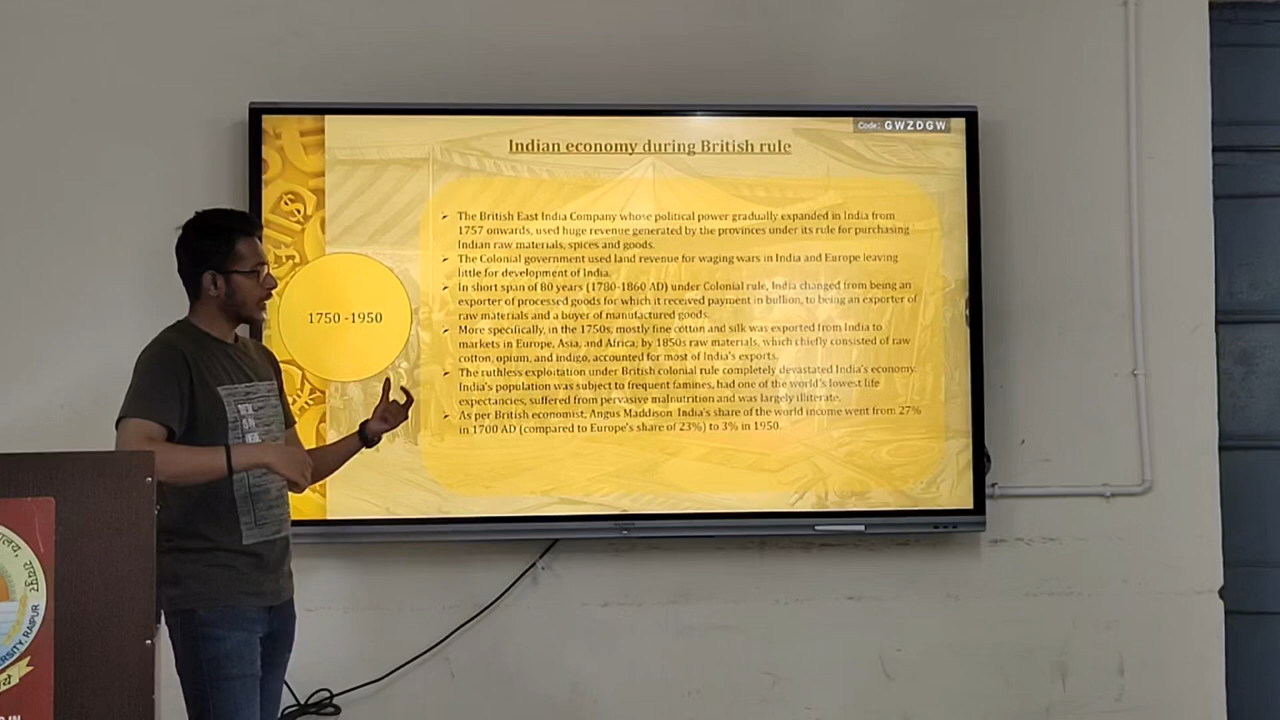 Code: GWZDGW
Indian economy during British rule
➢ The British East India Company whose political power gradually expanded in India from
1757 onwards, used huge revenue generated by the provinces under its rule for purchasing
Indian raw materials, spices and goods.
➢ The Colonial government used land revenue for waging wars in India and Europe leaving
little for development of India.
➢ In short span of 80 years (1780-1860 AD) under Colonial rule, India changed from being an
exporter of processed goods for which it received payment in bullion, to being an exporter of
raw materials and a buyer of manufactured goods.
➢ More specifically, in the 1750s, mostly fine cotton and silk was exported from India to
markets in Europe, Asia, and Africa; by 1850s raw materials, which chiefly consisted of raw
cotton, opium, and indigo, accounted for most of India's exports.
➢ The ruthless exploitation under British colonial rule completely devastated India's economy.
India's population was subject to frequent famines, had one of the world's lowest life
expectancies, suffered from pervasive malnutrition and was largely illiterate.
➢ As per British economist, Angus Maddison India's share of the world income went from 27%
in 1700 AD (compared to Europe's share of 23%) to 3% in 1950.
1750 -1950
RAIPUR